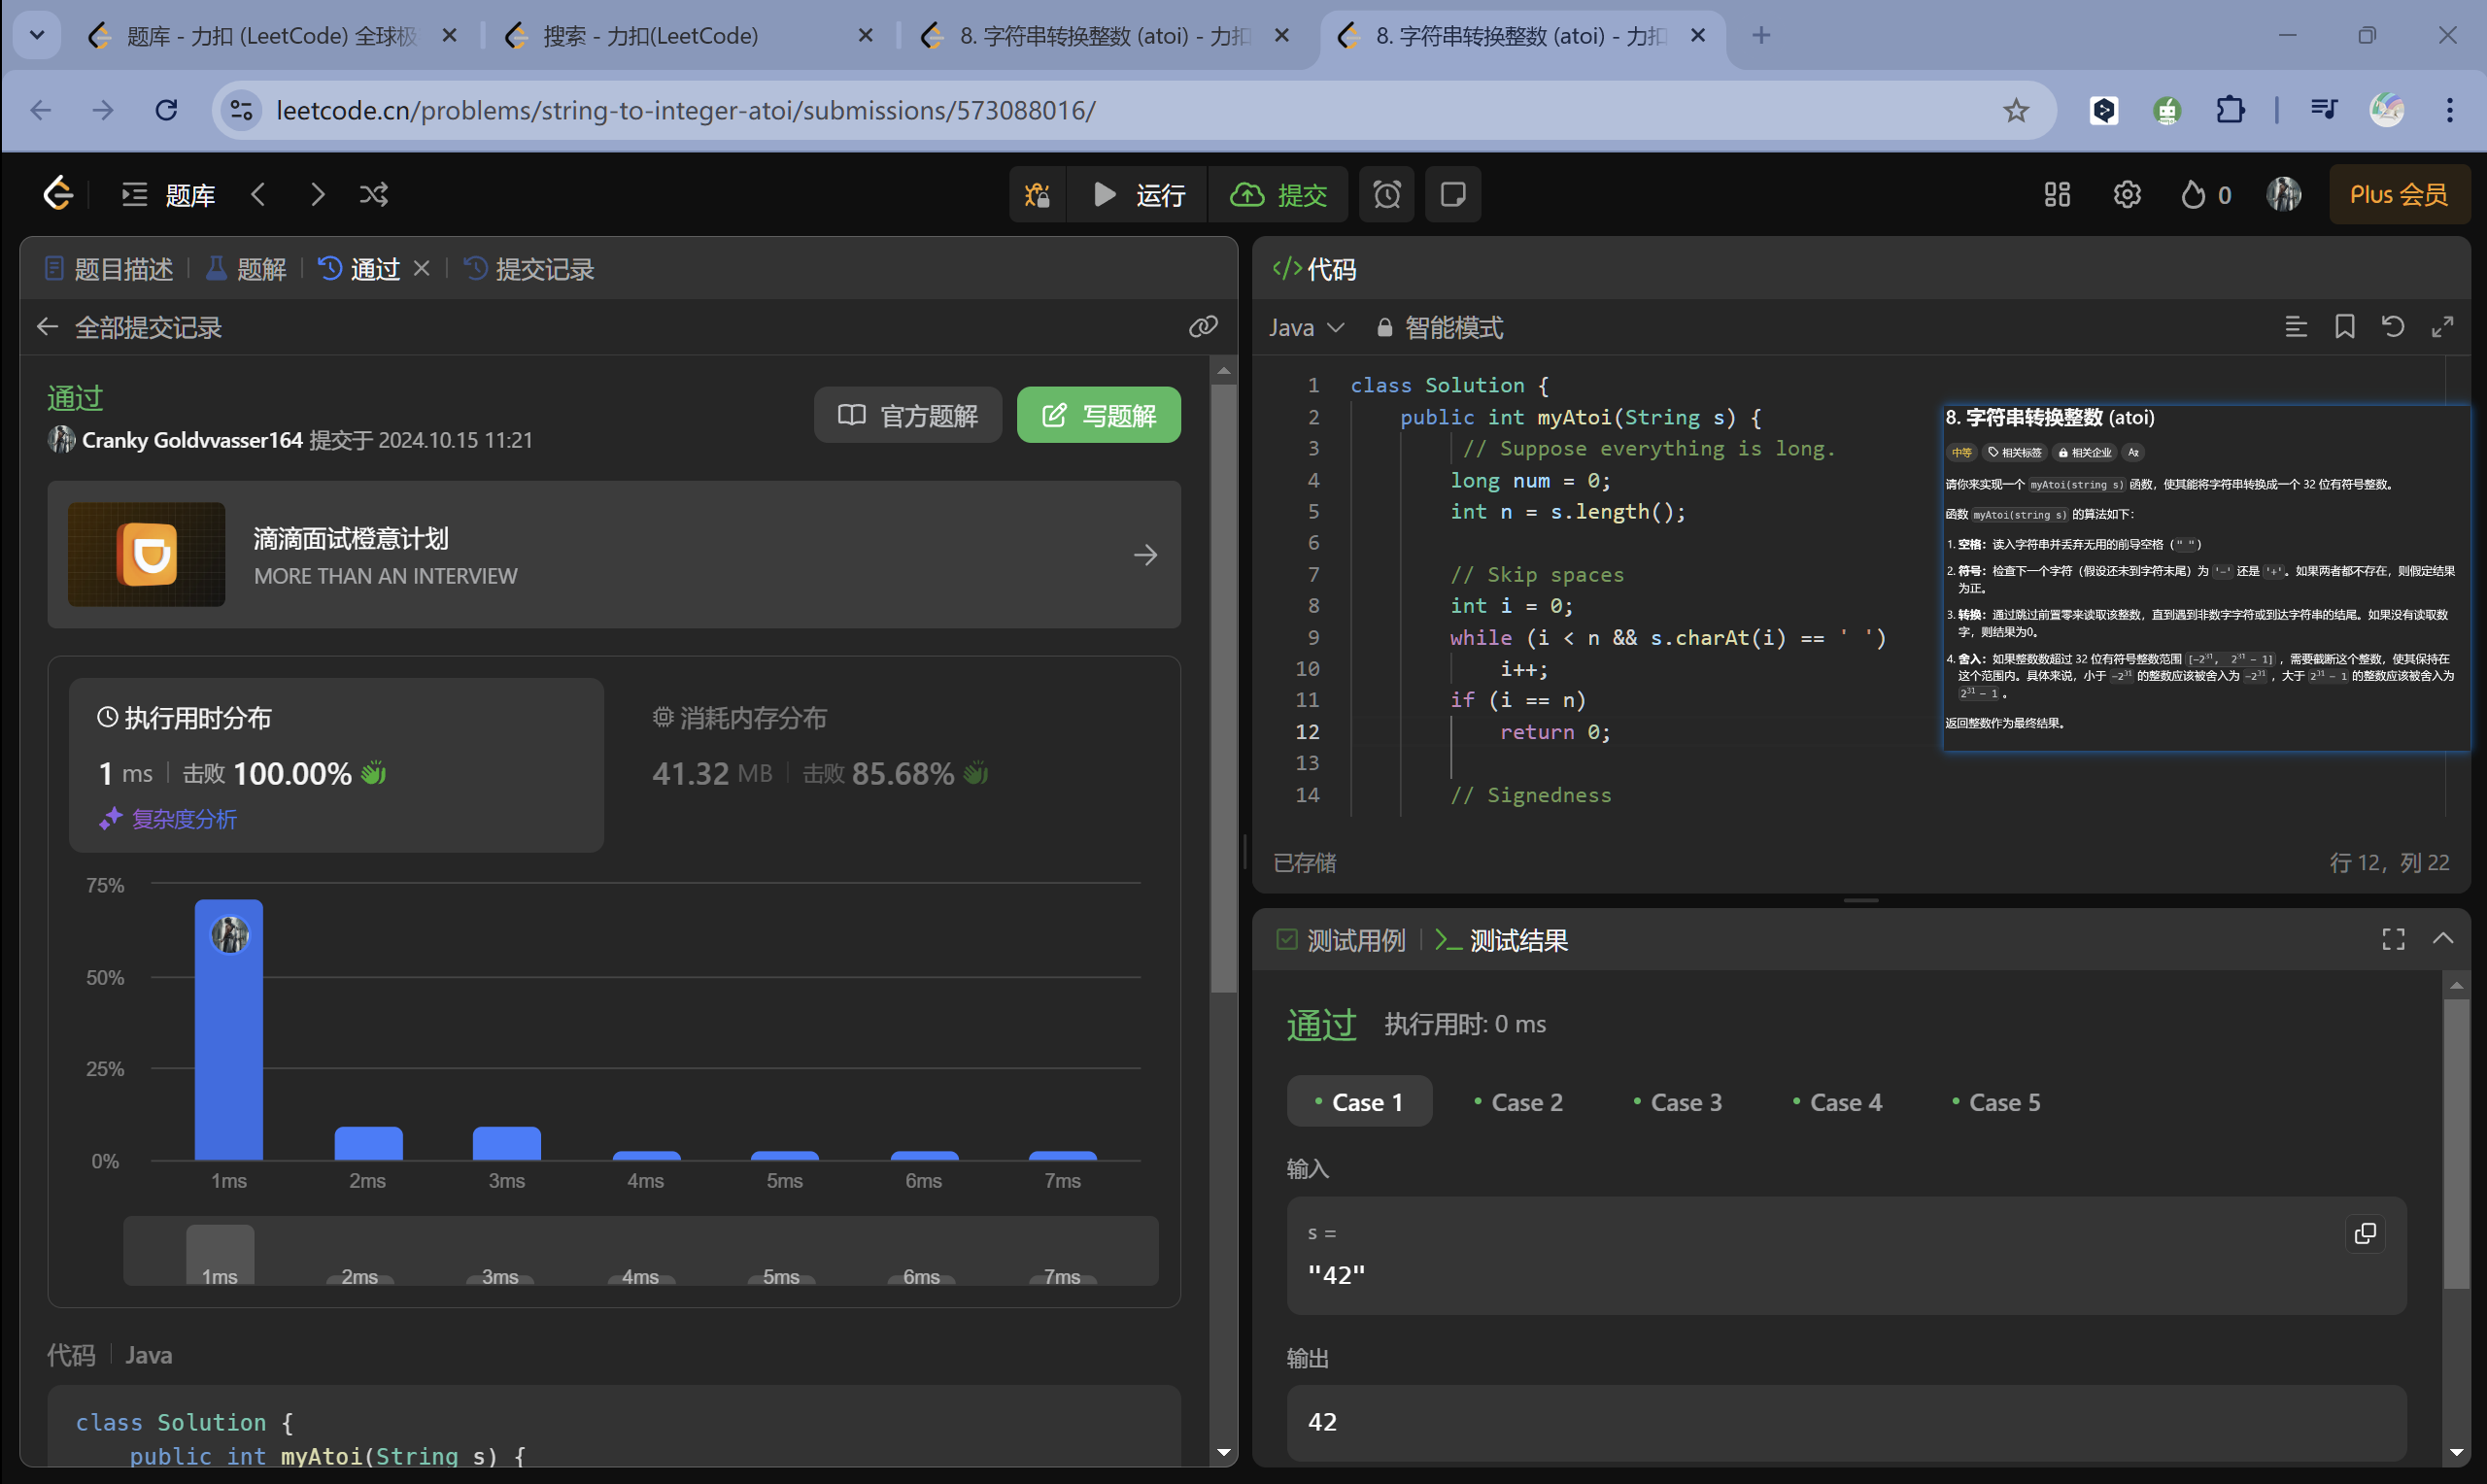 题库 - 力扣 (LeetCode) 全球极
搜索 - 力扣(LeetCode)
8. 字符串转换整数 (atoi) - 力扣
8. 字符串转换整数 (atoi) - 力扣
leetcode.cn/problems/string-to-integer-atoi/submissions/573088016/
题库
运行
提交
0
Plus 会员
题目描述
题解
通过
提交记录
全部提交记录
通过
Cranky Goldvvasser164 提交于 2024.10.15 11:21
官方题解
写题解
滴滴面试橙意计划
MORE THAN AN INTERVIEW
执行用时分布
1 ms 击败 100.00%
复杂度分析
消耗内存分布
41.32 MB 击败 85.68%
75%
50%
25%
0%
1ms 2ms 3ms 4ms 5ms 6ms 7ms
1ms 2ms 3ms 4ms 5ms 6ms 7ms
代码 Java
class Solution {
public int myAtoi(String s) {
</> 代码
Java 智能模式
1 class Solution {
2 public int myAtoi(String s) {
3 // Suppose everything is long.
4 long num = 0;
5 int n = s.length();
6
7 // Skip spaces
8 int i = 0;
9 while (i < n && s.charAt(i) == ' ')
10 i++;
11 if (i == n)
12 return 0;
13
14 // Signedness
8. 字符串转换整数 (atoi)
中等 相关标签 相关企业 Az
请你来实现一个 myAtoi(string s) 函数，使其能将字符串转换成一个 32 位有符号整数。
函数 myAtoi(string s) 的算法如下：
1. 空格：读入字符串并丢弃无用的前导空格（" "）
2. 符号：检查下一个字符（假设还未到字符末尾）为 '-' 还是 '+'。如果两者都不存在，则假定结果
为正。
3. 转换：通过跳过前置零来读取该整数，直到遇到非数字字符或到达字符串的结尾。如果没有读取数
字，则结果为0。
4. 舍入：如果整数数超过 32 位有符号整数范围 [−2³¹, 2³¹ − 1] ，需要截断这个整数，使其保持在
这个范围内。具体来说，小于 −2³¹ 的整数应该被舍入为 −2³¹ ，大于 2³¹ − 1 的整数应该被舍入为
2³¹ − 1 。
返回整数作为最终结果。
已存储
行 12，列 22
测试用例
测试结果
通过 执行用时: 0 ms
Case 1 Case 2 Case 3 Case 4 Case 5
输入
s =
"42"
输出
42